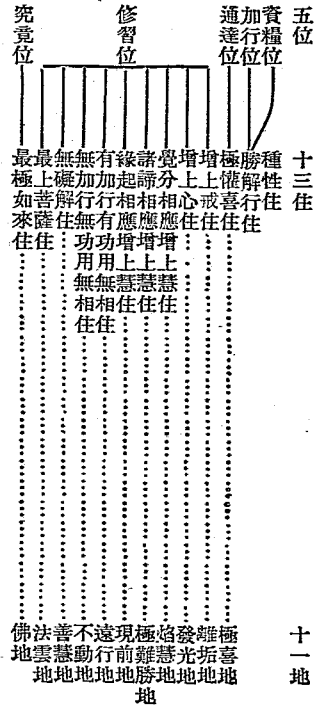 五位　十三住　十一地
資糧位　種性住
加行位　勝解行住
通達位　極懽喜住　極喜地
增上戒住　離垢地
增上心住　發光地
覺分相應增上慧住　焰慧地
諸諦相應增上慧住　極難勝地
修習位　緣起相應增上慧住　現前地
有加行有功用無相住　遠行地
無加行無功用無相住　不動地
無礙解住　善慧地
最上菩薩住　法雲地
究竟位　最極如來住　佛地